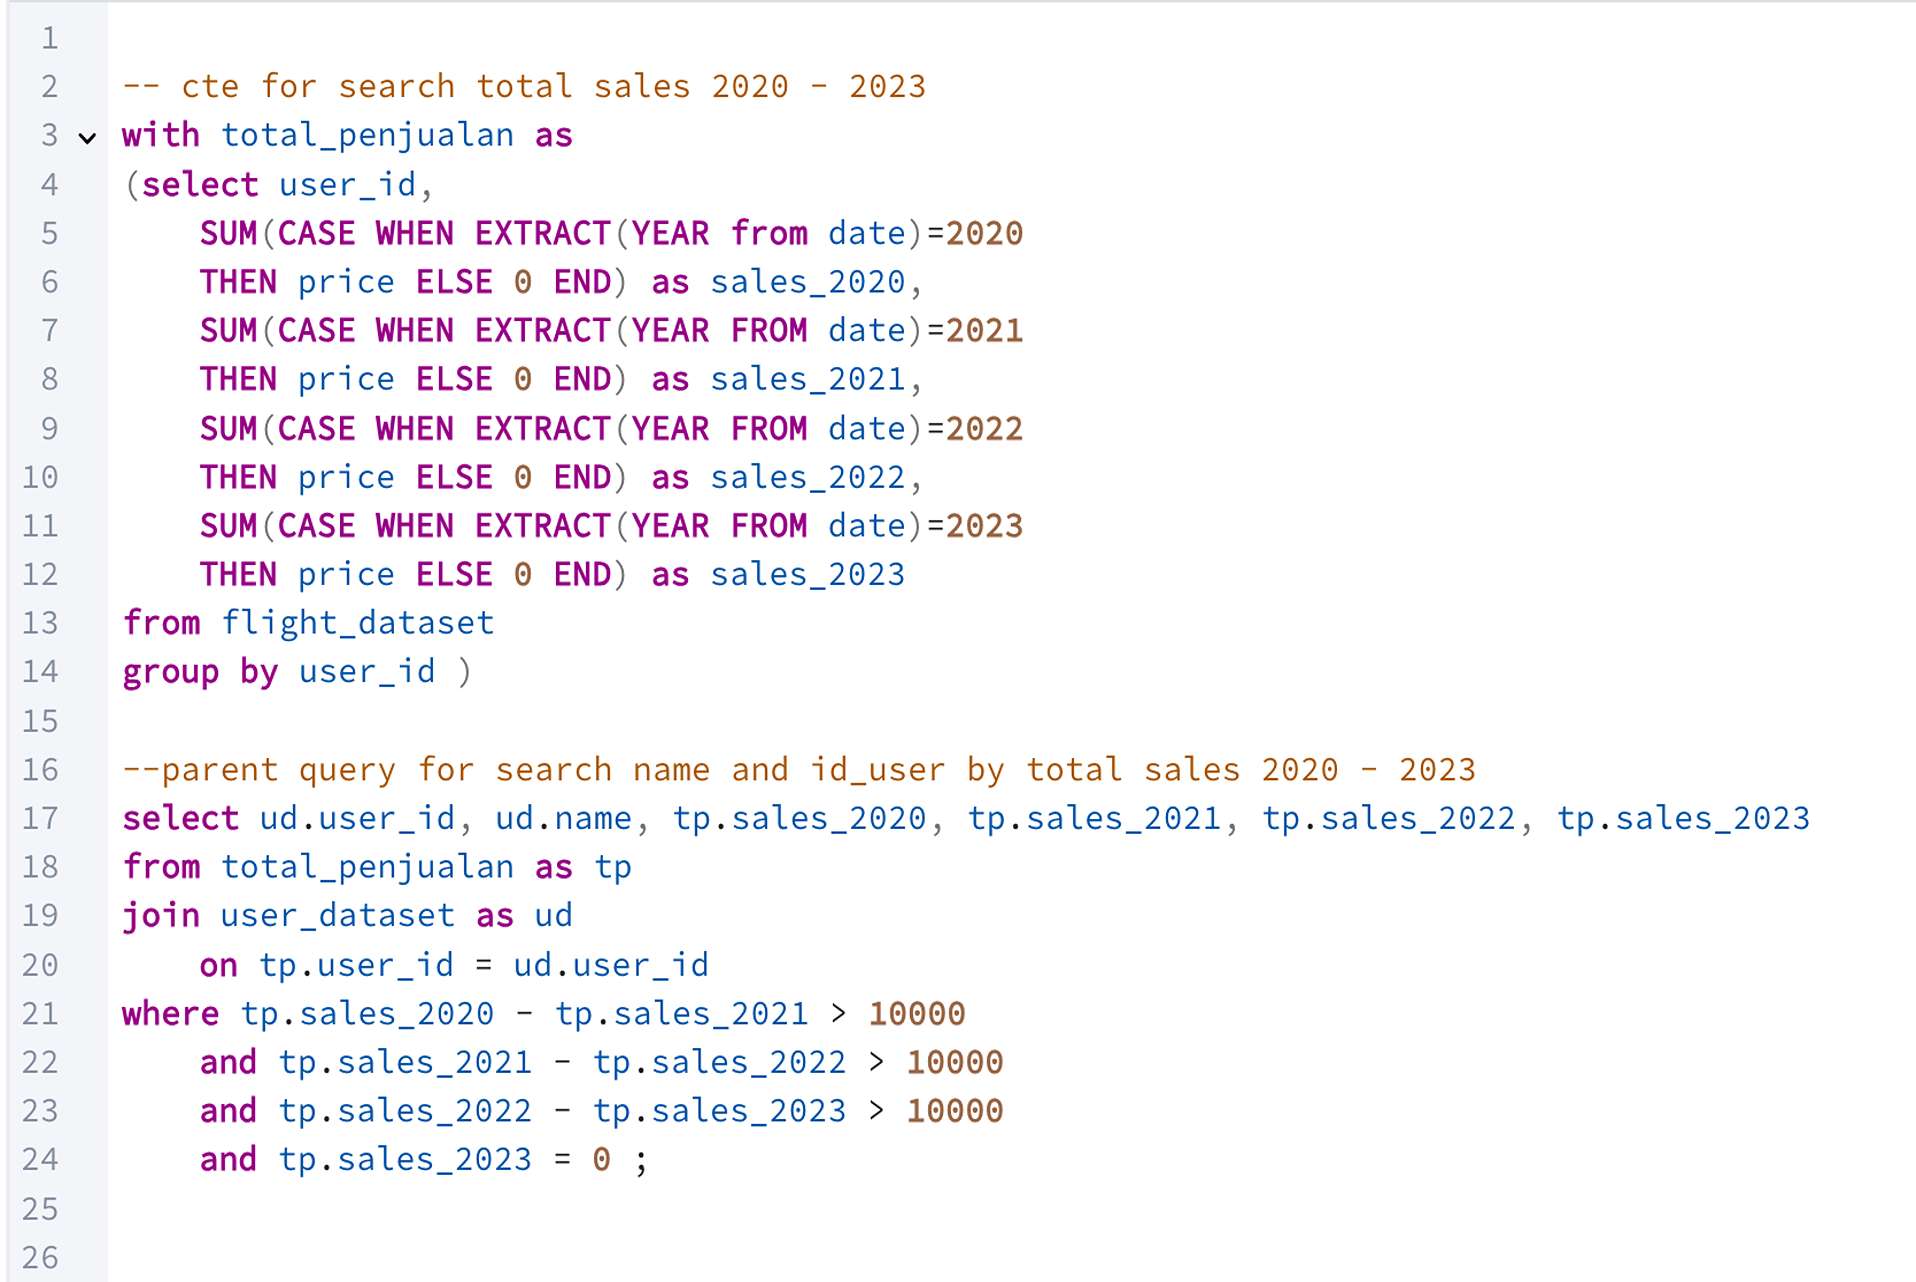 1
2 -- cte for search total sales 2020 - 2023
3 with total_penjualan as
4 (select user_id,
5 SUM(CASE WHEN EXTRACT(YEAR from date)=2020
6 THEN price ELSE 0 END) as sales_2020,
7 SUM(CASE WHEN EXTRACT(YEAR FROM date)=2021
8 THEN price ELSE 0 END) as sales_2021,
9 SUM(CASE WHEN EXTRACT(YEAR FROM date)=2022
10 THEN price ELSE 0 END) as sales_2022,
11 SUM(CASE WHEN EXTRACT(YEAR FROM date)=2023
12 THEN price ELSE 0 END) as sales_2023
13 from flight_dataset
14 group by user_id )
15
16 --parent query for search name and id_user by total sales 2020 - 2023
17 select ud.user_id, ud.name, tp.sales_2020, tp.sales_2021, tp.sales_2022, tp.sales_2023
18 from total_penjualan as tp
19 join user_dataset as ud
20 on tp.user_id = ud.user_id
21 where tp.sales_2020 - tp.sales_2021 > 10000
22 and tp.sales_2021 - tp.sales_2022 > 10000
23 and tp.sales_2022 - tp.sales_2023 > 10000
24 and tp.sales_2023 = 0 ;
25
26